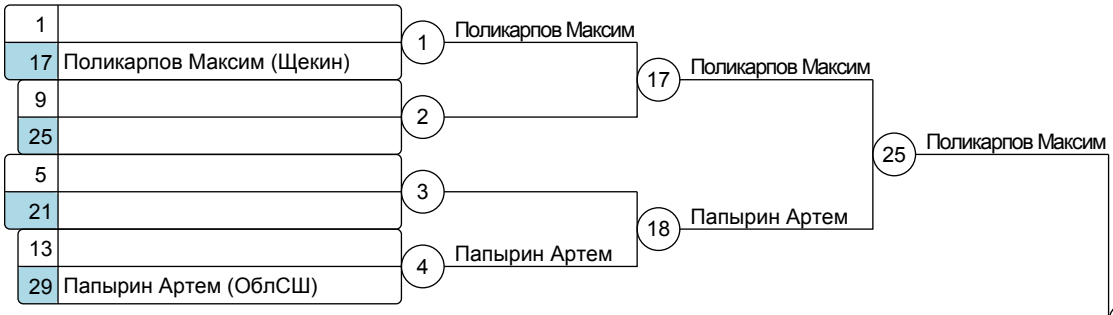 1
17 Поликарпов Максим (Щекин)
1 Поликарпов Максим
9
25
2
17 Поликарпов Максим
5
21
3
13
29 Папырин Артем (ОблСШ)
4 Папырин Артем
18 Папырин Артем
25 Поликарпов Максим